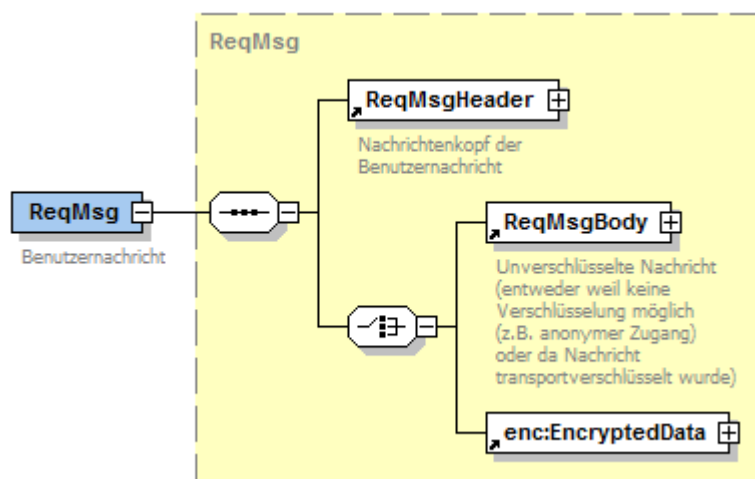 ReqMsg
ReqMsgHeader
Nachrichtenkopf der
Benutzernachricht
ReqMsg
Benutzernachricht
ReqMsgBody
Unverschlüsselte Nachricht
(entweder weil keine
Verschlüsselung möglich
(z.B. anonymer Zugang)
oder da Nachricht
transportverschlüsselt wurde)
enc:EncryptedData